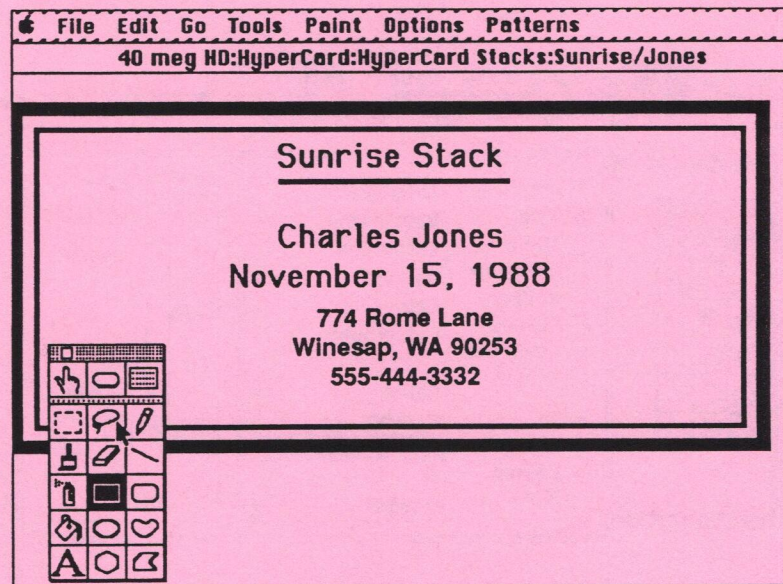 File Edit Go Tools Paint Options Patterns
40 meg HD:HyperCard:HyperCard Stacks:Sunrise/Jones
Sunrise Stack
Charles Jones
November 15, 1988
774 Rome Lane
Winesap, WA 90253
555-444-3332
A